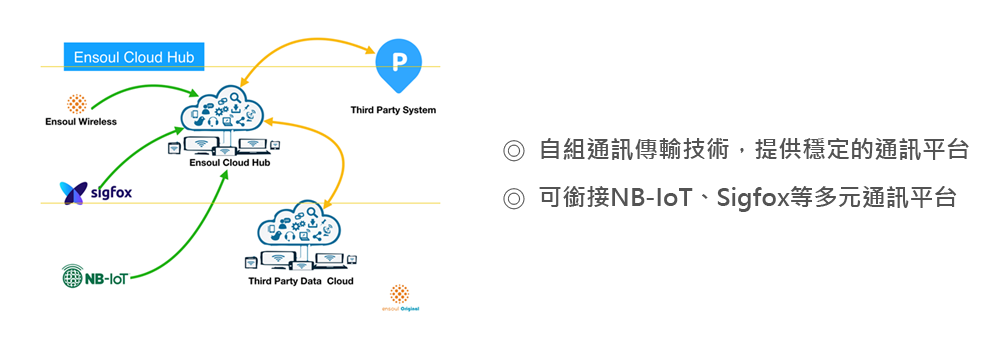 Ensoul Cloud Hub
P
Third Party System
Ensoul Wireless
Ensoul Cloud Hub
sigfox
NB-IoT
Third Party Data Cloud
ensoul Original
◎ 自組通訊傳輸技術，提供穩定的通訊平台
◎ 可銜接NB-IoT、Sigfox等多元通訊平台